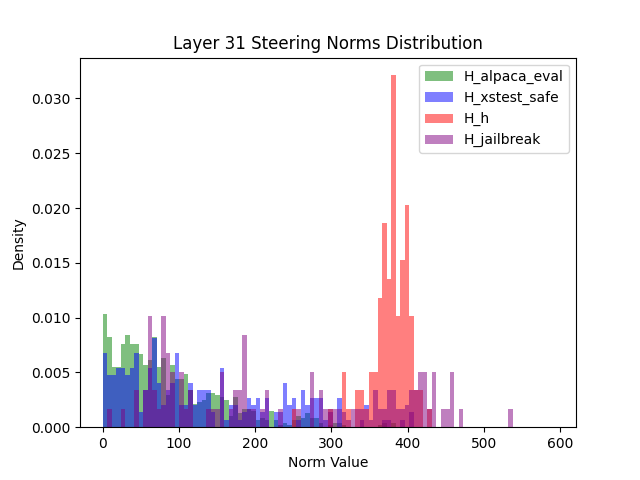 Layer 31 Steering Norms Distribution
H_alpaca_eval
H_xstest_safe
H_h
H_jailbreak
0.030
0.025
0.020
0.015
0.010
0.005
0.000
Density
0 100 200 300 400 500 600
Norm Value